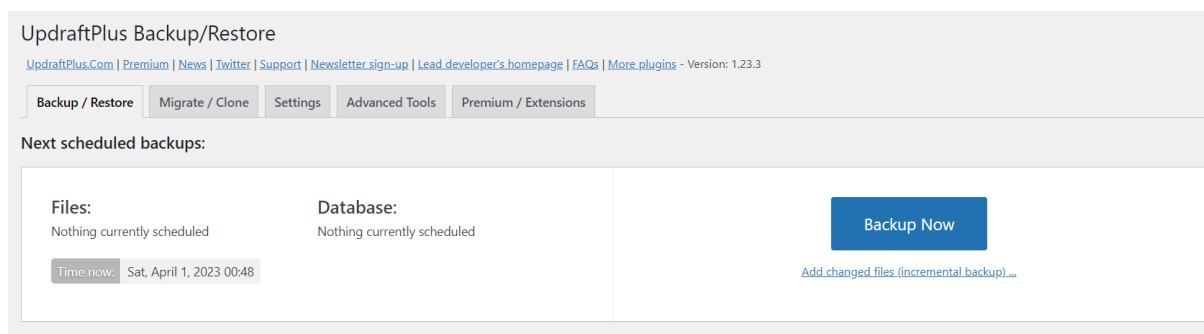 UpdraftPlus Backup/Restore
UpdraftPlus.Com | Premium | News | Twitter | Support | Newsletter sign-up | Lead developer's homepage | FAQs | More plugins - Version: 1.23.3
Backup / Restore Migrate / Clone Settings Advanced Tools Premium / Extensions
Next scheduled backups:
Files: Database:
Nothing currently scheduled Nothing currently scheduled
Time now: Sat, April 1, 2023 00:48
Backup Now
Add changed files (incremental backup) ...